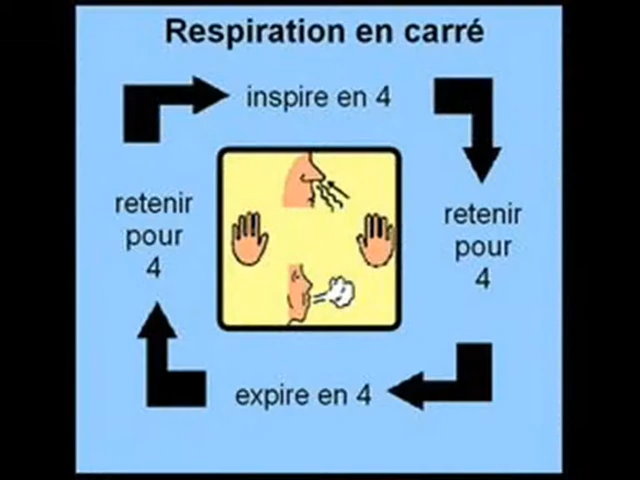 Respiration en carré
inspire en 4
retenir
pour
4
retenir
pour
4
expire en 4